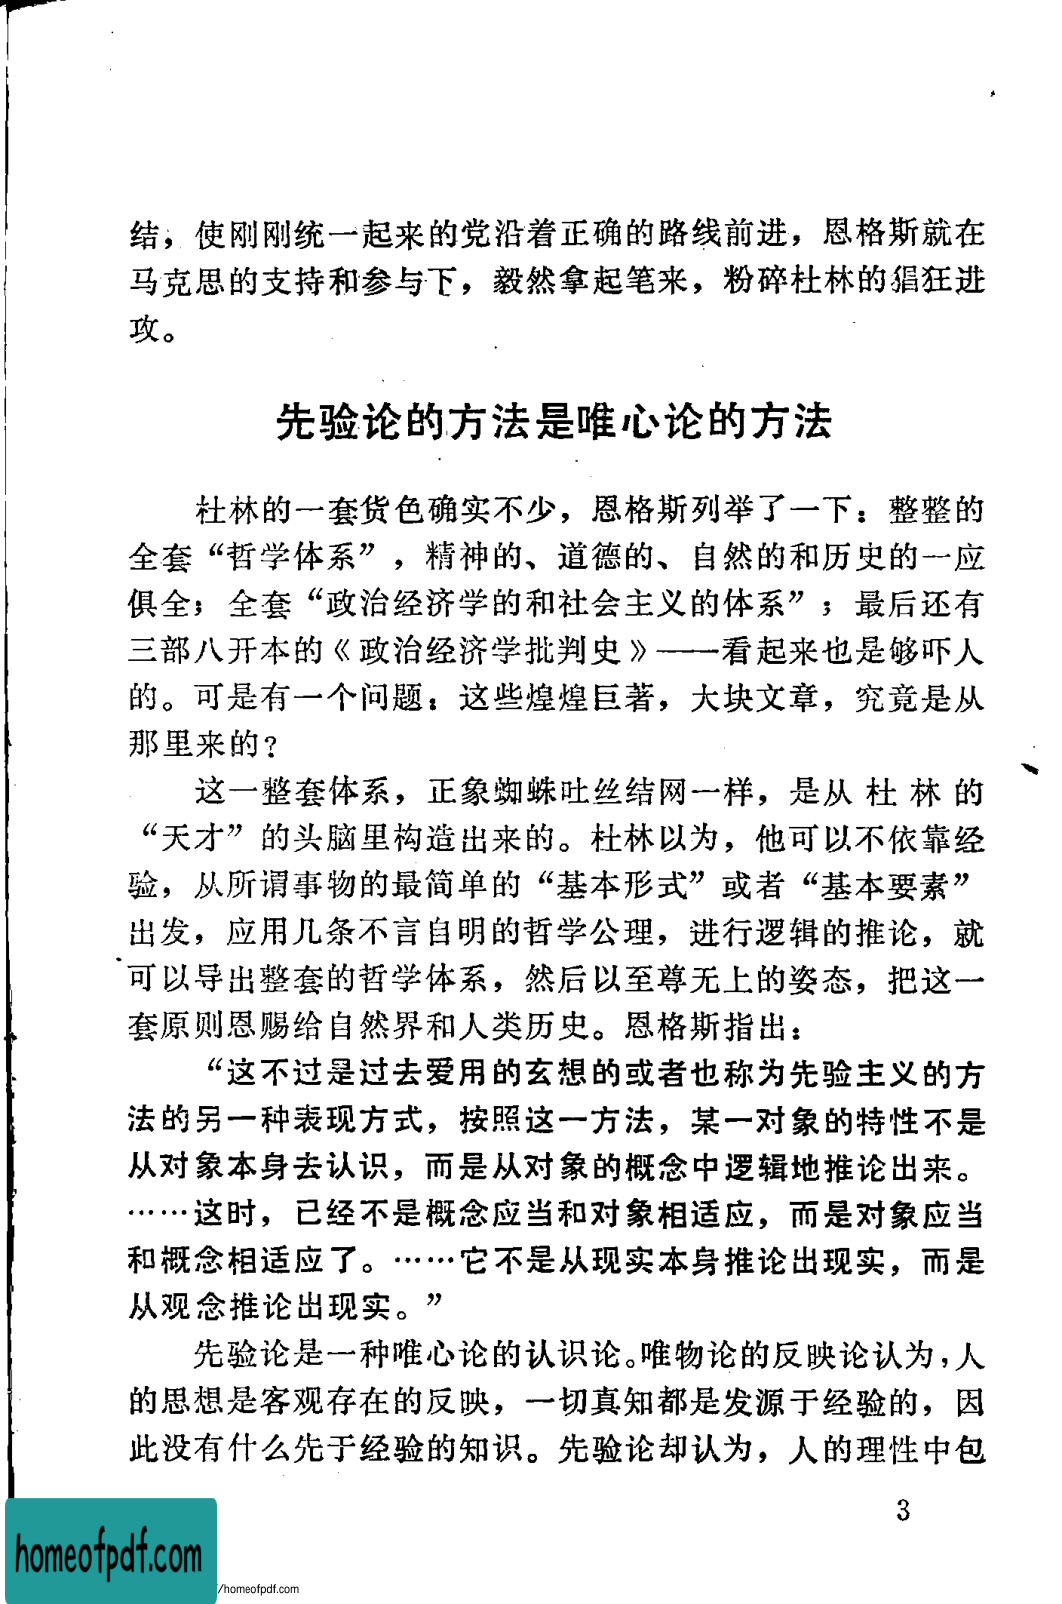 结，使刚刚统一起来的党沿着正确的路线前进，恩格斯就在
马克思的支持和参与下，毅然拿起笔来，粉碎杜林的猖狂进
攻。
先验论的方法是唯心论的方法
杜林的一套货色确实不少，恩格斯列举了一下：整整的
全套“哲学体系”，精神的、道德的、自然的和历史的一应
俱全；全套“政治经济学的和社会主义的体系”；最后还有
三部八开本的《政治经济学批判史》——看起来也是够吓人
的。可是有一个问题：这些煌煌巨著，大块文章，究竟是从
那里来的？
这一整套体系，正象蜘蛛吐丝结网一样，是从杜林的
“天才”的头脑里构造出来的。杜林以为，他可以不依靠经
验，从所谓事物的最简单的“基本形式”或者“基本要素”
出发，应用几条不言自明的哲学公理，进行逻辑的推论，就
可以导出整套的哲学体系，然后以至尊无上的姿态，把这一
套原则恩赐给自然界和人类历史。恩格斯指出：
“这不过是过去爱用的玄想的或者也称为先验主义的方
法的另一种表现方式，按照这一方法，某一对象的特性不是
从对象本身去认识，而是从对象的概念中逻辑地推论出来。
……这时，已经不是概念应当和对象相适应，而是对象应当
和概念相适应了。……它不是从现实本身推论出现实，而是
从观念推论出现实。”
先验论是一种唯心论的认识论。唯物论的反映论认为，人
的思想是客观存在的反映，一切真知都是发源于经验的，因
此没有什么先于经验的知识。先验论却认为，人的理性中包
3
homeofpdf.com
/homeofpdf.com